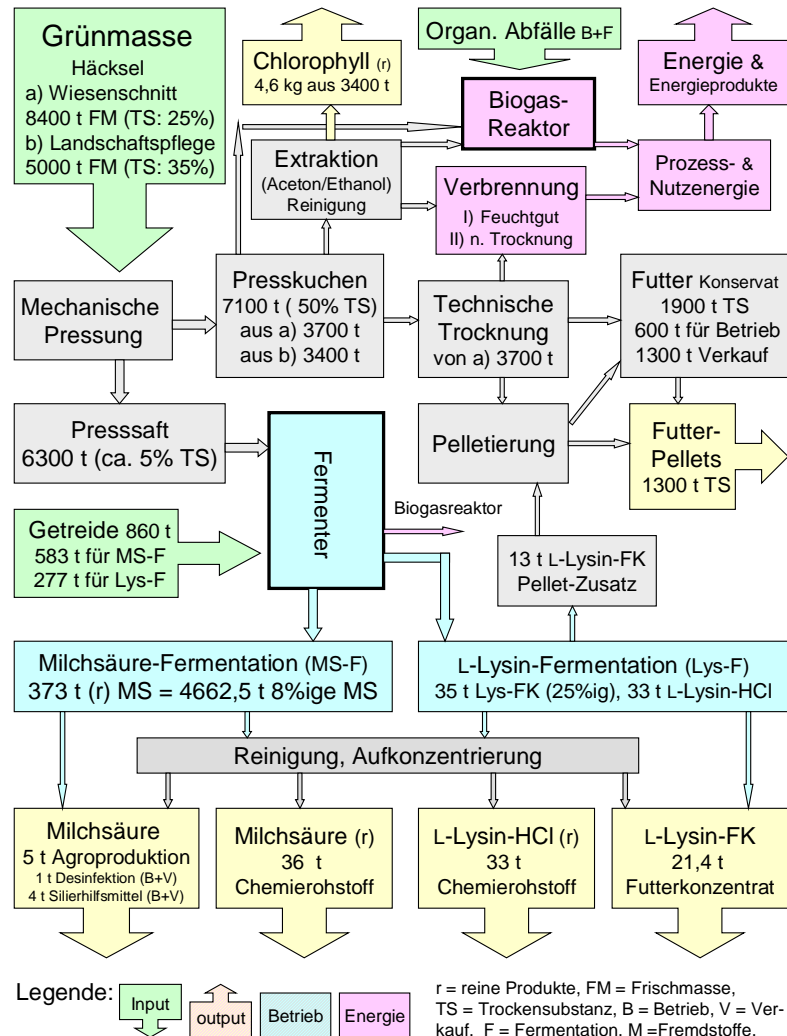 Grünmasse
Häcksel
a) Wiesenschnitt
8400 t FM (TS: 25%)
b) Landschaftspflege
5000 t FM (TS: 35%)
Chlorophyll (r)
4,6 kg aus 3400 t
Organ. Abfälle B+F
Energie &
Energieprodukte
Biogas-
Reaktor
Extraktion
(Aceton/Ethanol)
Reinigung
Verbrennung
I) Feuchtgut
II) n. Trocknung
Prozess- &
Nutzenergie
Mechanische
Pressung
Presskuchen
7100 t ( 50% TS)
aus a) 3700 t
aus b) 3400 t
Technische
Trocknung
von a) 3700 t
Futter Konservat
1900 t TS
600 t für Betrieb
1300 t Verkauf
Presssaft
6300 t (ca. 5% TS)
Fermenter
Pelletierung
Futter-
Pellets
1300 t TS
Biogasreaktor
Getreide 860 t
583 t für MS-F
277 t für Lys-F
13 t L-Lysin-FK
Pellet-Zusatz
Milchsäure-Fermentation (MS-F)
373 t (r) MS = 4662,5 t 8%ige MS
L-Lysin-Fermentation (Lys-F)
35 t Lys-FK (25%ig), 33 t L-Lysin-HCl
Reinigung, Aufkonzentrierung
Milchsäure
5 t Agroproduktion
1 t Desinfektion (B+V)
4 t Silierhilfsmittel (B+V)
Milchsäure (r)
36 t
Chemierohstoff
L-Lysin-HCl (r)
33 t
Chemierohstoff
L-Lysin-FK
21,4 t
Futterkonzentrat
Legende:
Input
output
Betrieb
Energie
r = reine Produkte, FM = Frischmasse,
TS = Trockensubstanz, B = Betrieb, V = Ver-
kauf, F = Fermentation, M =Fremdstoffe,